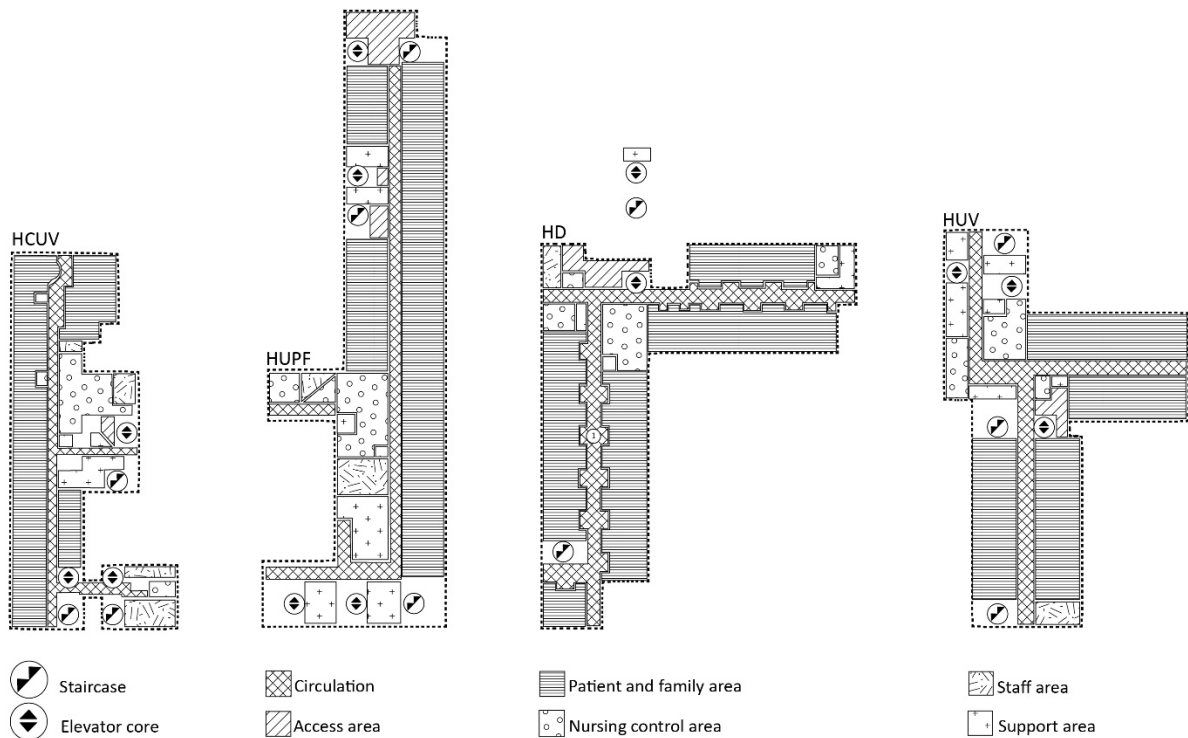 HCUV
HUPF
HD
HUV
1
Staircase
Circulation
Patient and family area
Staff area
Elevator core
Access area
Nursing control area
Support area